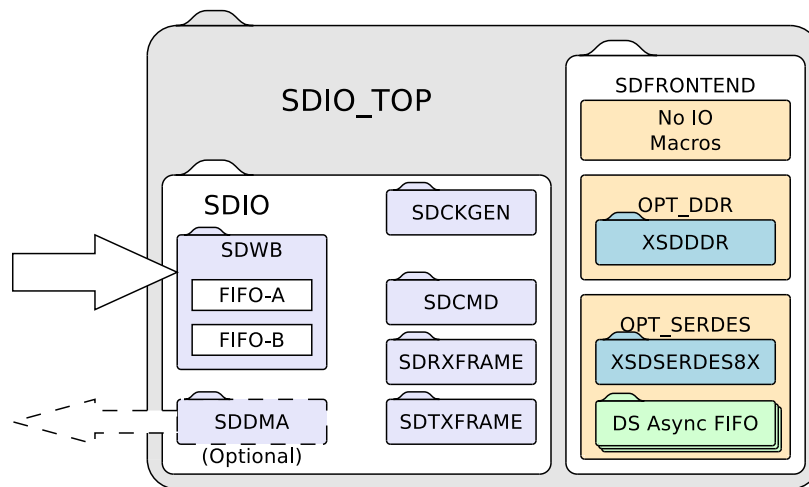 SDIO_TOP
SDIO
SDWB
FIFO-A
FIFO-B
SDDMA
(Optional)
SDCKGEN
SDCMD
SDRXFRAME
SDTXFRAME
SDFRONTEND
No IO
Macros
OPT_DDR
XSDDDR
OPT_SERDES
XSDSERDES8X
DS Async FIFO